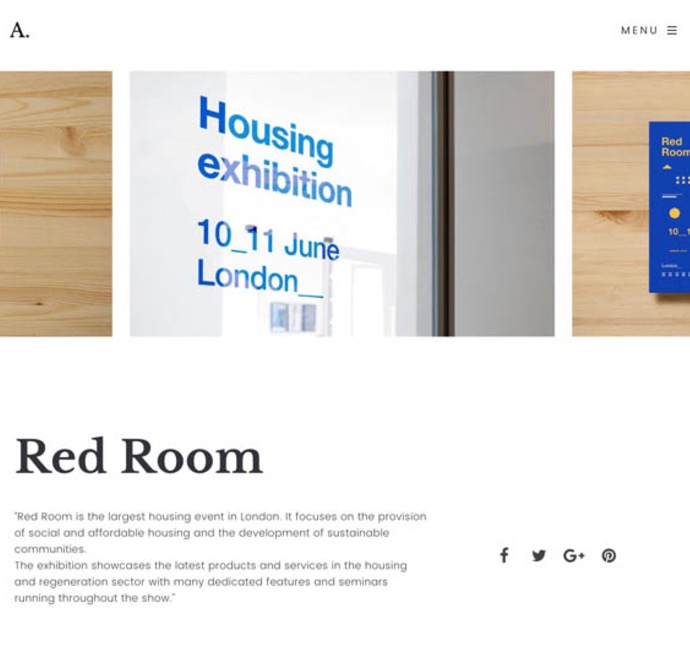 A.
MENU
Housing
exhibition
10_11 June
London__
Red
Room
10_1
London_
Red Room
"Red Room is the largest housing event in London. It focuses on the provision
of social and affordable housing and the development of sustainable
communities.
The exhibition showcases the latest products and services in the housing
and regeneration sector with many dedicated features and seminars
running throughout the show."